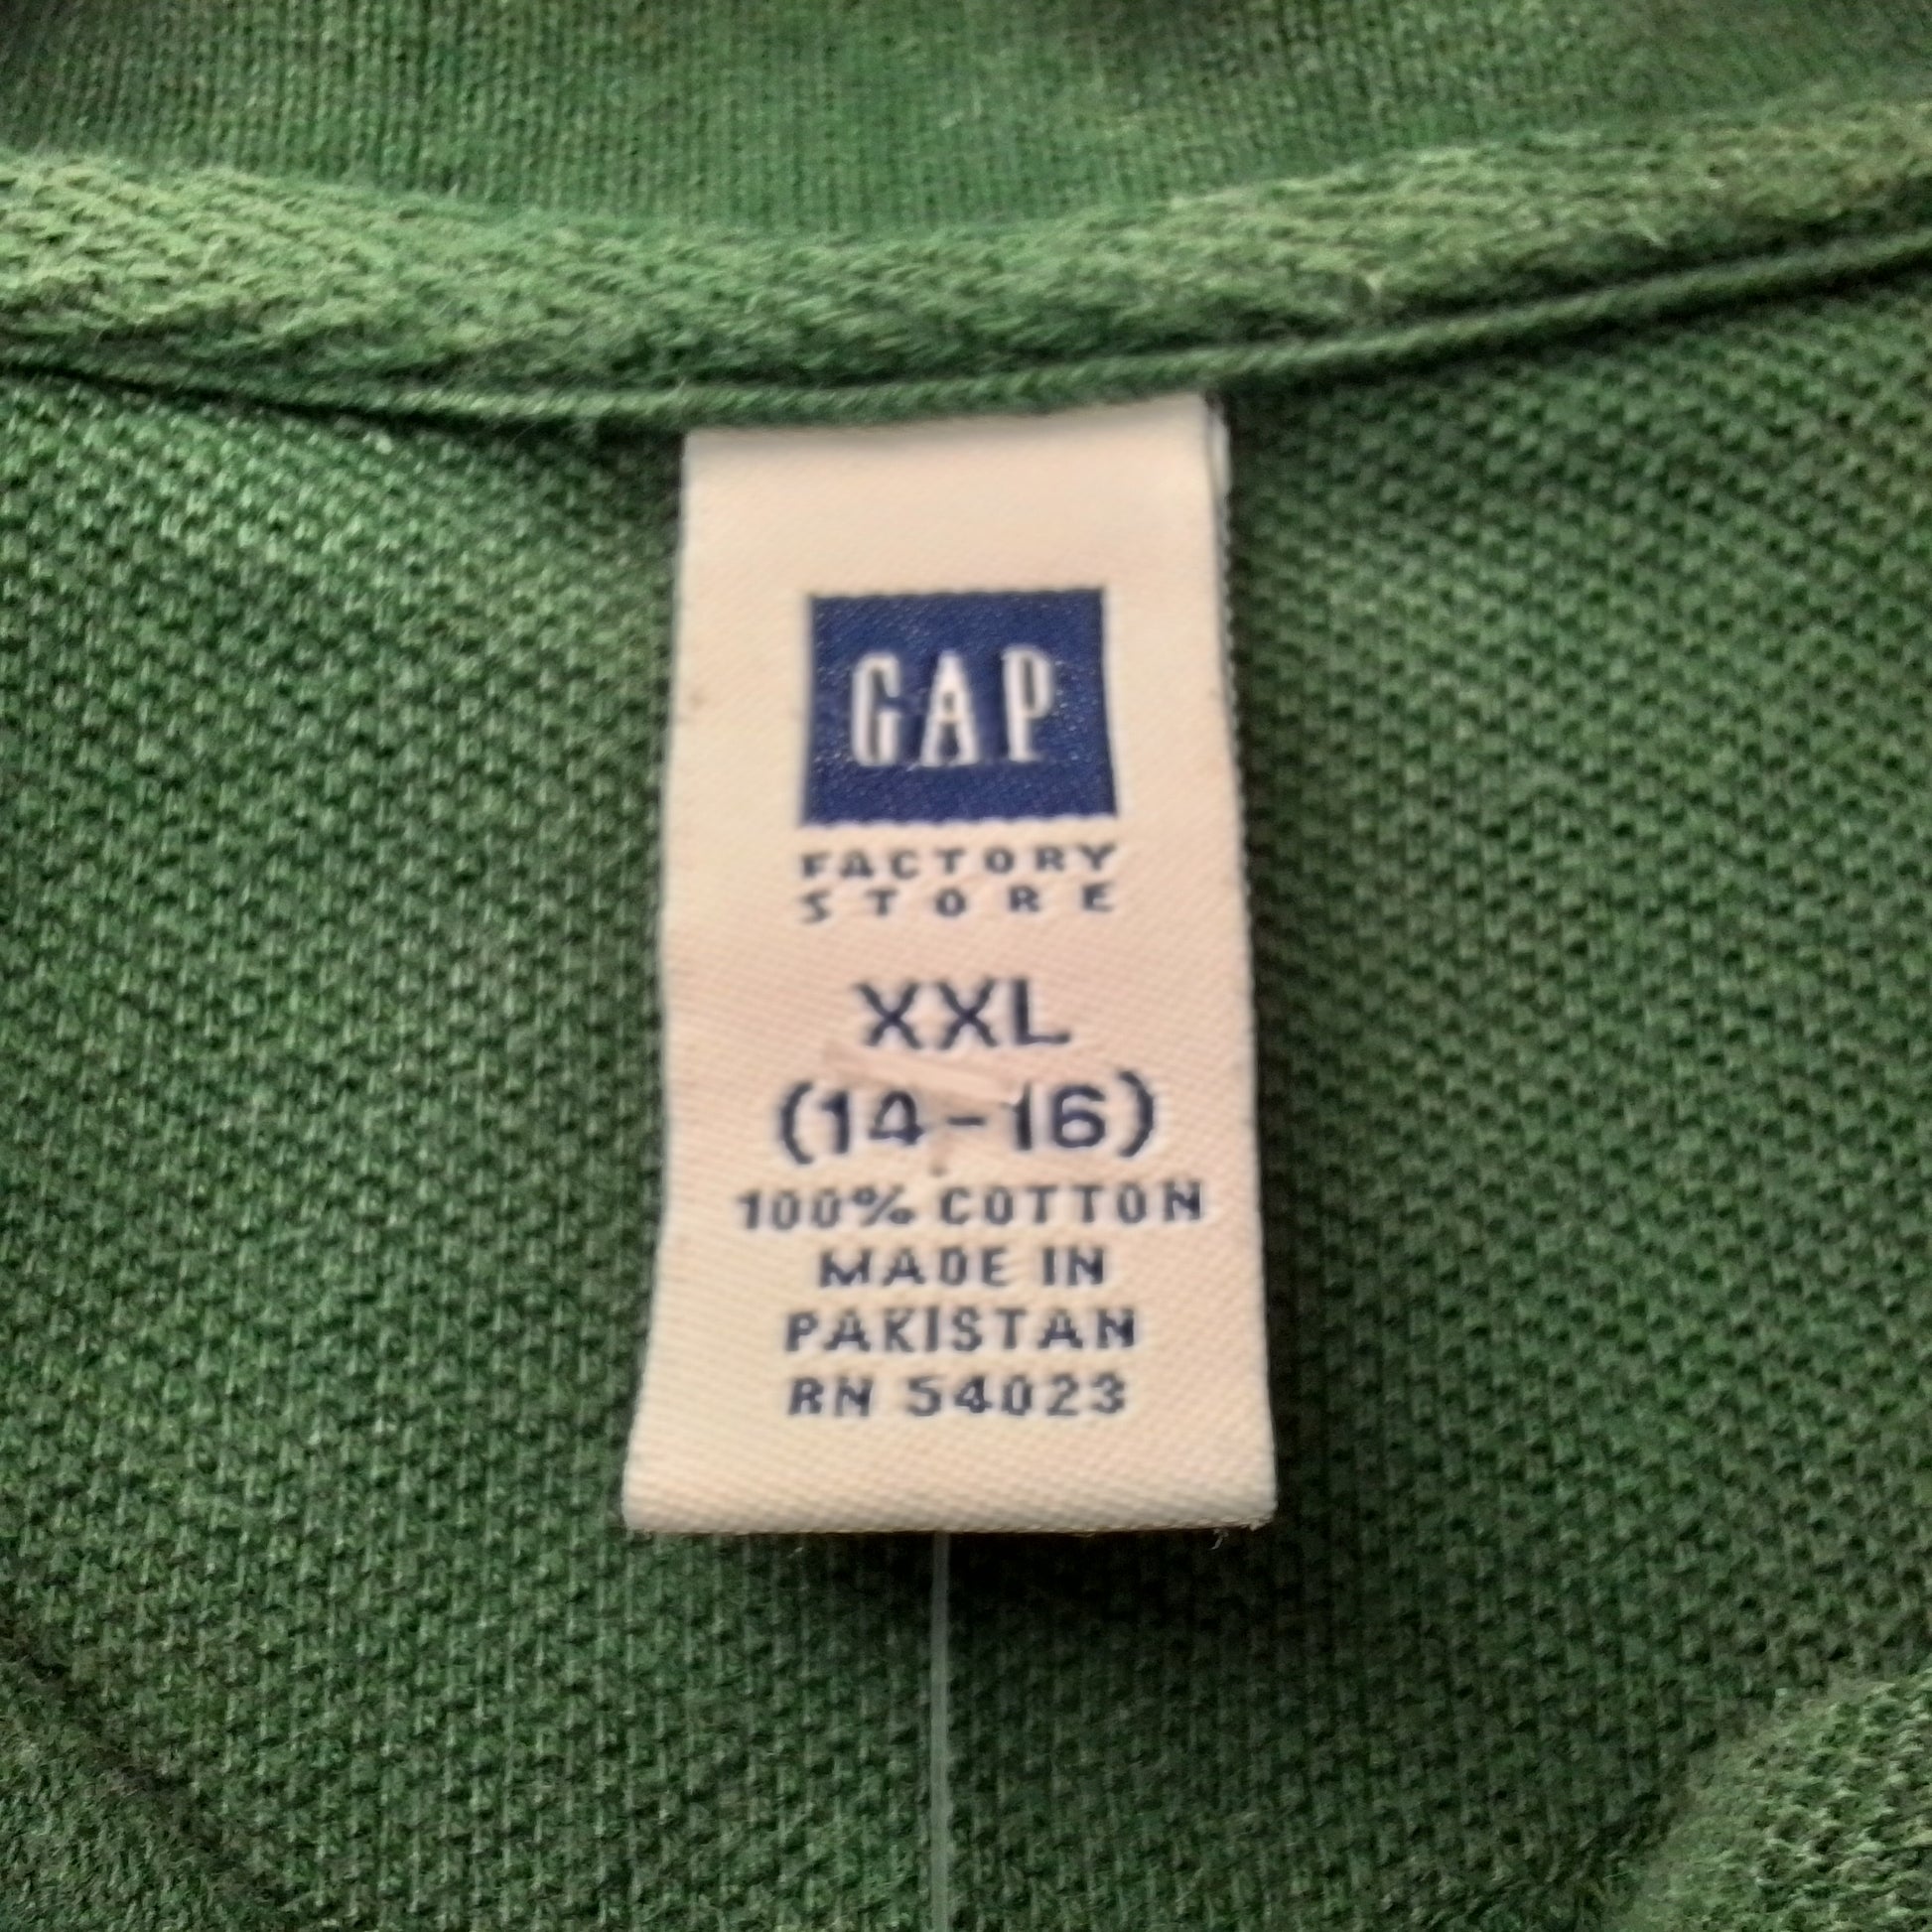 GAP
FACTORY
STORE
XXL
(14-16)
100% COTTON
MADE IN
PAKISTAN
RN 54023